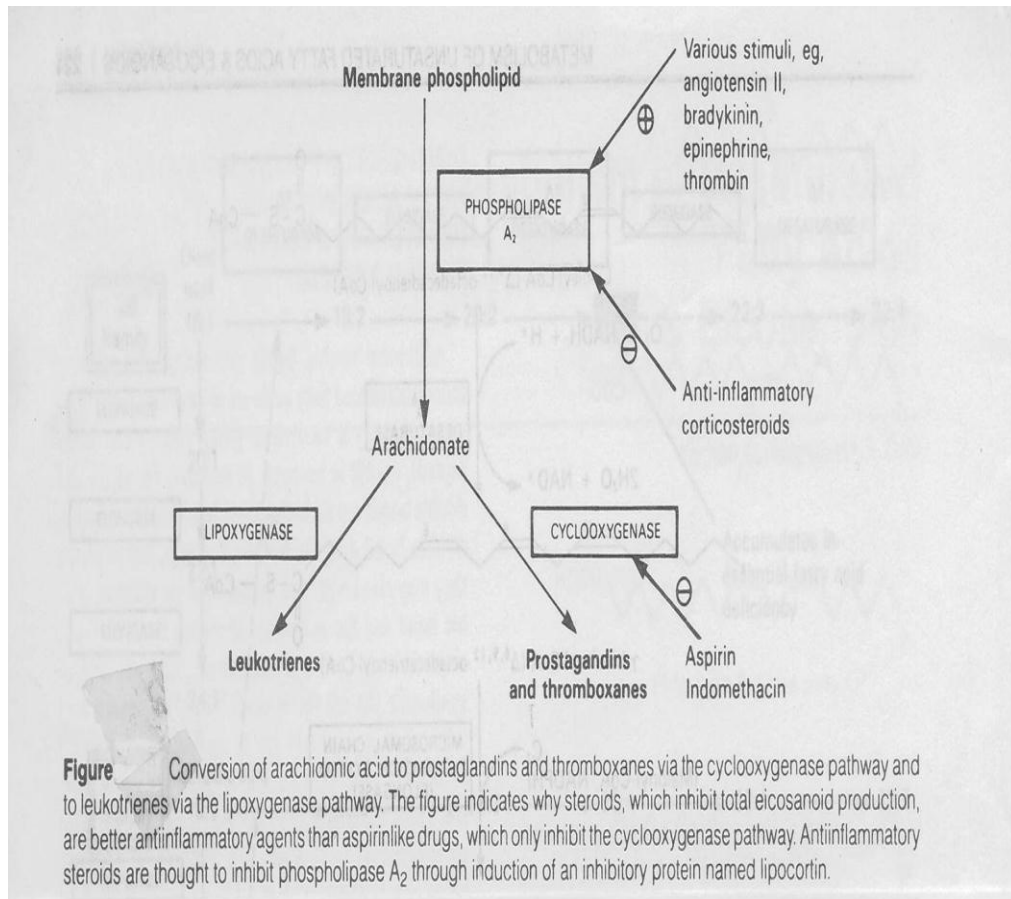 Membrane phospholipid
Various stimuli, eg,
angiotensin II,
bradykinin,
epinephrine,
thrombin
⊕
PHOSPHOLIPASE
A₂
⊖
Anti-inflammatory
corticosteroids
Arachidonate
LIPOXYGENASE
CYCLOOXYGENASE
⊖
Leukotrienes
Prostagandins
and thromboxanes
Aspirin
Indomethacin
Figure Conversion of arachidonic acid to prostaglandins and thromboxanes via the cyclooxygenase pathway and
to leukotrienes via the lipoxygenase pathway. The figure indicates why steroids, which inhibit total eicosanoid production,
are better antiinflammatory agents than aspirinlike drugs, which only inhibit the cyclooxygenase pathway. Antiinflammatory
steroids are thought to inhibit phospholipase A₂ through induction of an inhibitory protein named lipocortin.